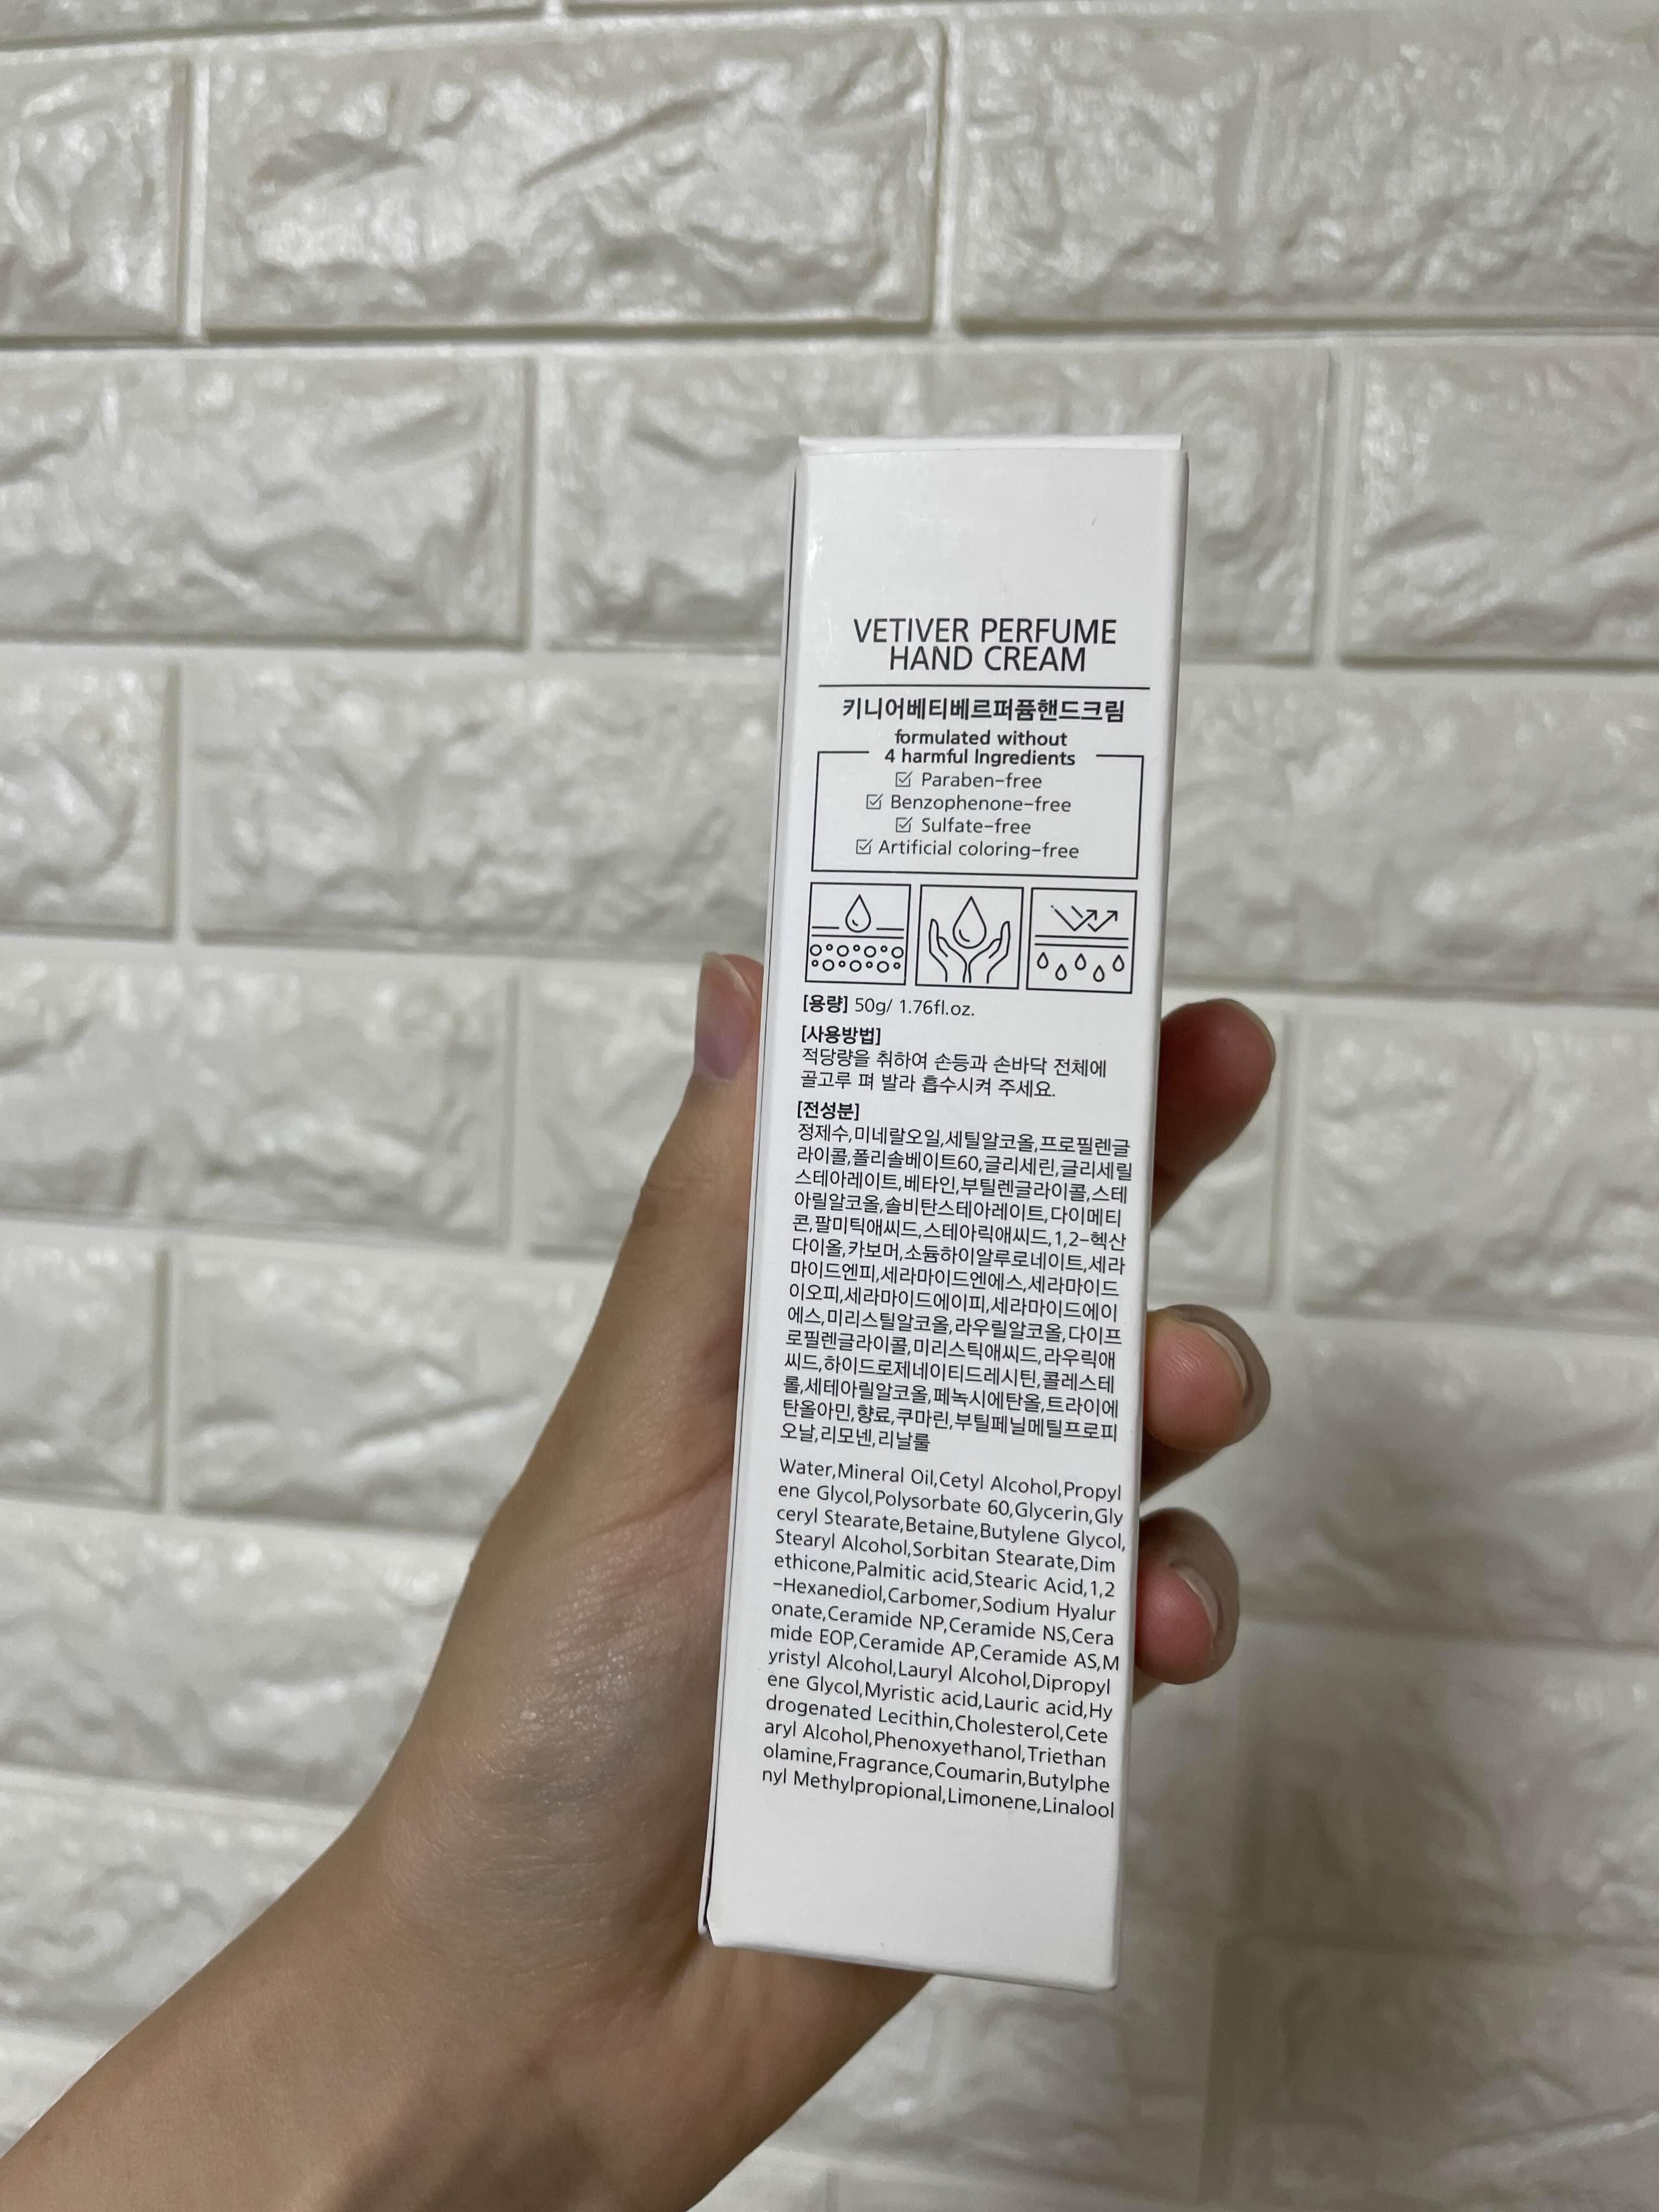 VETIVER PERFUME
HAND CREAM
키니어베티베르퍼퓸핸드크림
formulated without
4 harmful Ingredients
Paraben-free
Benzophenone-free
Sulfate-free
Artificial coloring-free
[용량] 50g/ 1.76fl.oz.
[사용방법]
적당량을 취하여 손등과 손바닥 전체에
골고루 펴 발라 흡수시켜 주세요.
[전성분]
정제수,미네랄오일,세틸알코올,프로필렌글
라이콜,폴리솔베이트60,글리세린,글리세릴
스테아레이트,베타인,부틸렌글라이콜,스테
아릴알코올,솔비탄스테아레이트,다이메티
콘,팔미틱애씨드,스테아릭애씨드,1,2-헥산
다이올,카보머,소듐하이알루로네이트,세라
마이드엔피,세라마이드엔에스,세라마이드
이오피,세라마이드에이피,세라마이드에이
에스,미리스틸알코올,라우릴알코올,다이프
로필렌글라이콜,미리스틱애씨드,라우릭애
씨드,하이드로제네이티드레시틴,콜레스테
롤,세테아릴알코올,페녹시에탄올,트라이에
탄올아민,향료,쿠마린,부틸페닐메틸프로피
오날,리모넨,리날룰
Water,Mineral Oil,Cetyl Alcohol,Propyl
ene Glycol,Polysorbate 60,Glycerin,Gly
ceryl Stearate,Betaine,Butylene Glycol,
Stearyl Alcohol,Sorbitan Stearate,Dim
ethicone,Palmitic acid,Stearic Acid,1,2
-Hexanediol,Carbomer,Sodium Hyalur
onate,Ceramide NP,Ceramide NS,Cera
mide EOP,Ceramide AP,Ceramide AS,M
yristyl Alcohol,Lauryl Alcohol,Dipropyl
ene Glycol,Myristic acid,Lauric acid,Hy
drogenated Lecithin,Cholesterol,Cete
aryl Alcohol,Phenoxyethanol,Triethan
olamine,Fragrance,Coumarin,Butylphe
nyl Methylpropional,Limonene,Linalool